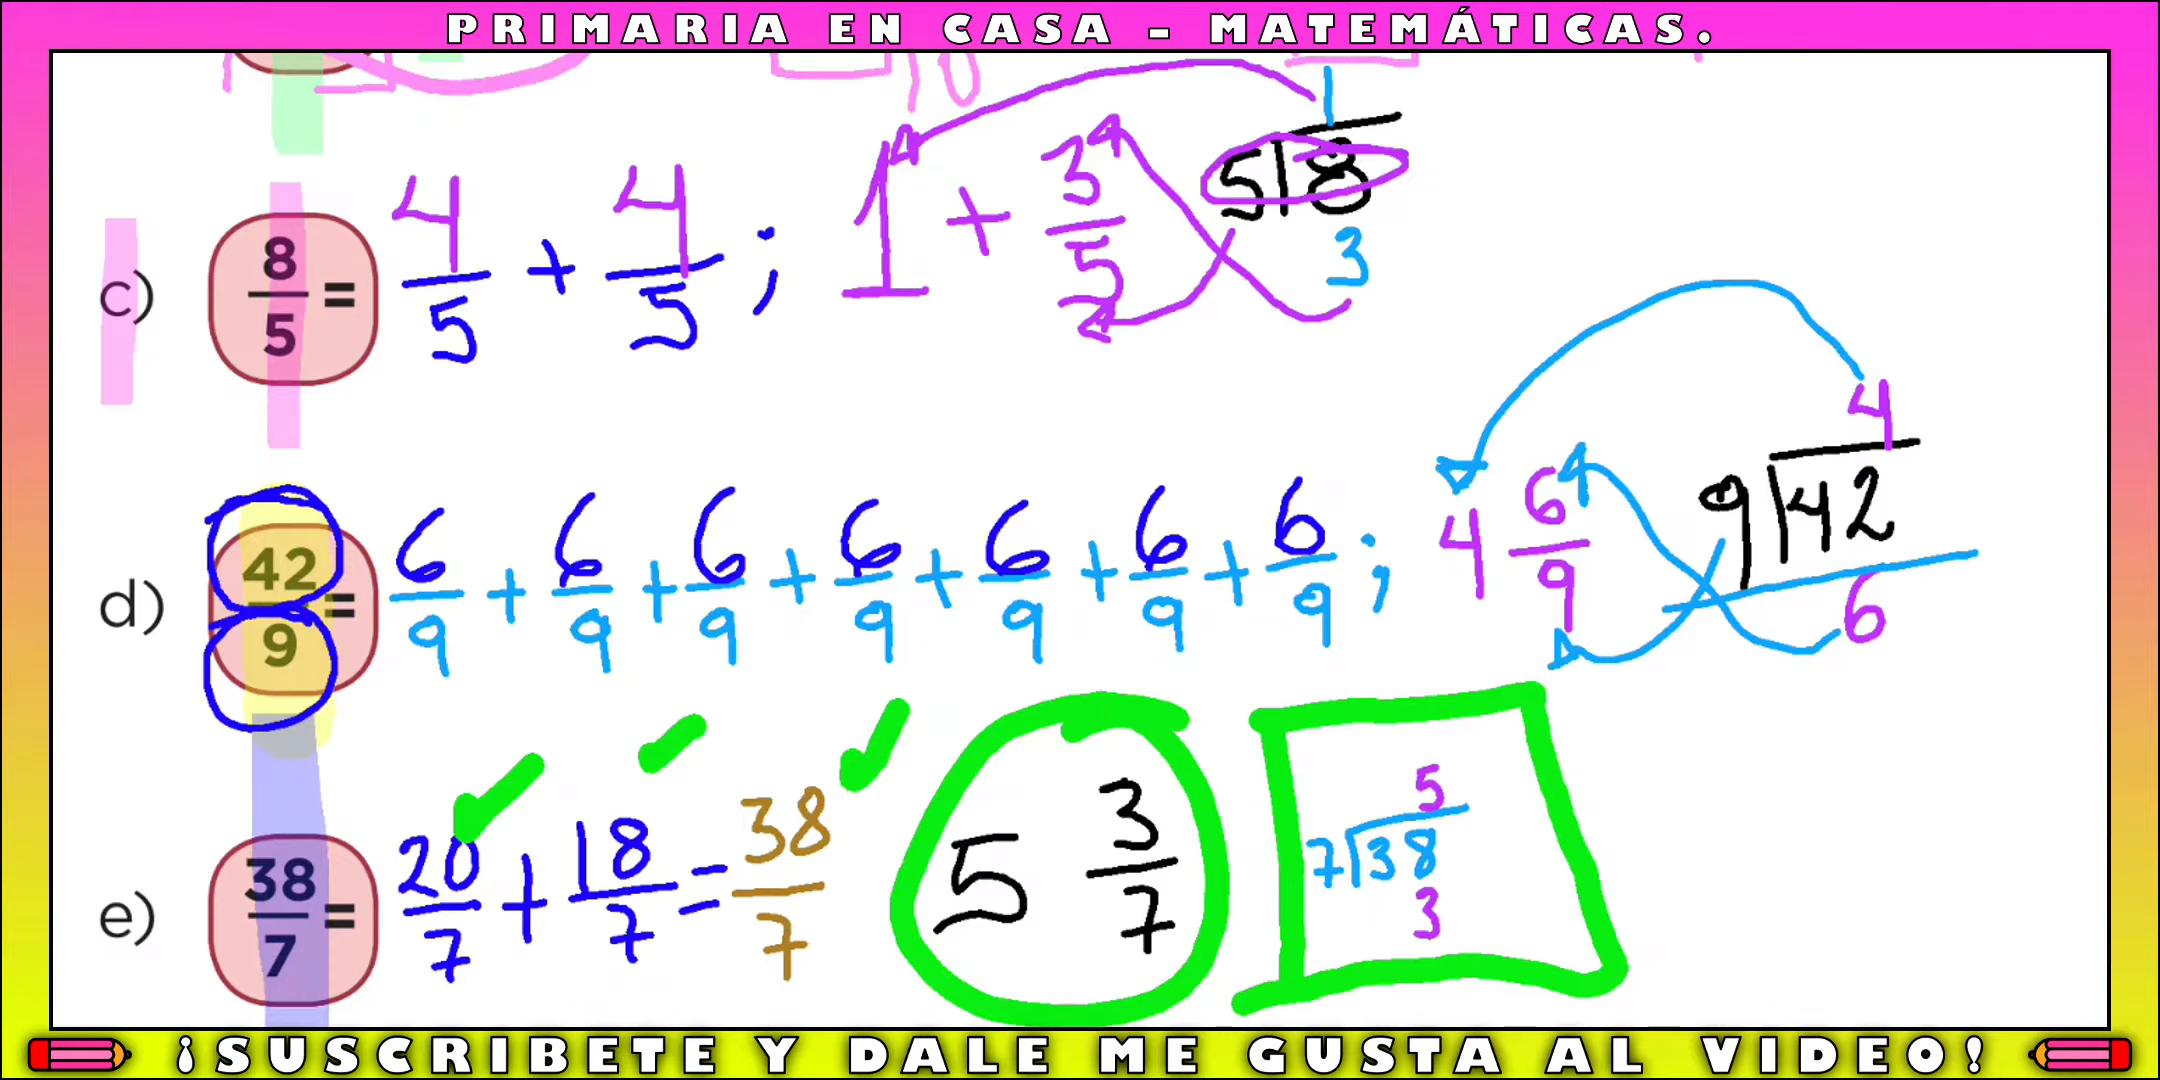 PRIMARIA EN CASA - MATEMÁTICAS.
1
c) 8/5 = 4/5 + 4/5 ; 1 + 3/5 5⟌8
3
4
d) 42/9 = 6/9 + 6/9 + 6/9 + 6/9 + 6/9 + 6/9 + 6/9 ; 4 6/9 9⟌42
6
5
e) 38/7 = 20/7 + 18/7 = 38/7 5 3/7 7⟌38
3
¡SUSCRIBETE Y DALE ME GUSTA AL VIDEO!